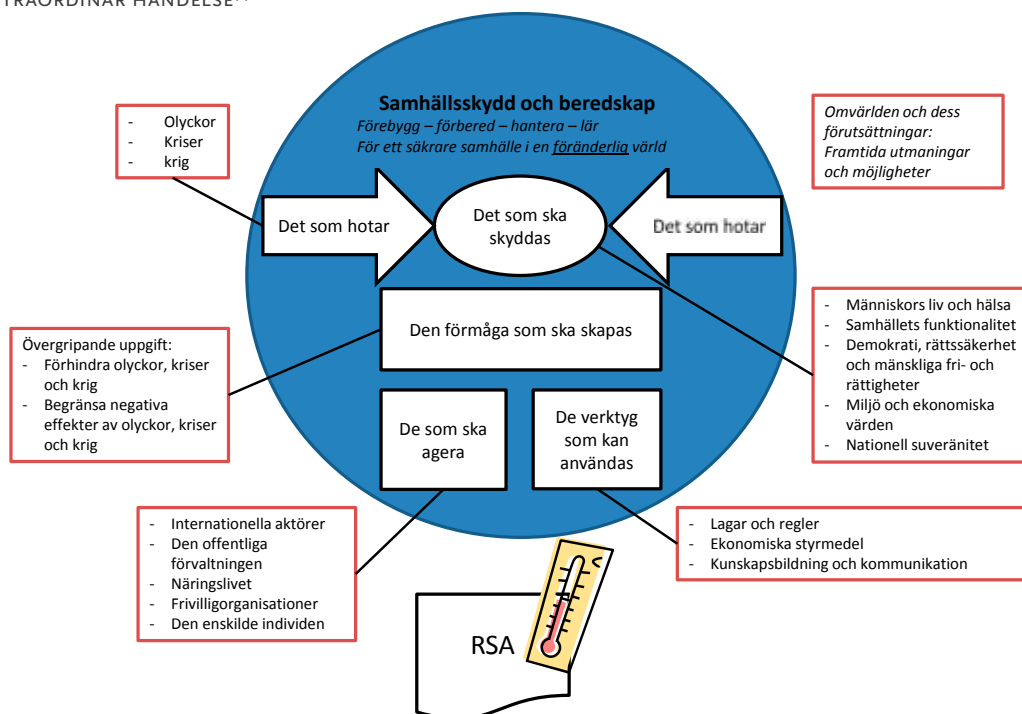 TRAORDINÄR HÄNDELSE
Samhällsskydd och beredskap
Förebygg – förbered – hantera – lär
För ett säkrare samhälle i en föränderlig värld
- Olyckor
- Kriser
- krig
Omvärlden och dess
förutsättningar:
Framtida utmaningar
och möjligheter
Det som hotar
Det som ska
skyddas
Det som hotar
Den förmåga som ska skapas
Övergripande uppgift:
- Förhindra olyckor, kriser
och krig
- Begränsa negativa
effekter av olyckor, kriser
och krig
- Människors liv och hälsa
- Samhällets funktionalitet
- Demokrati, rättssäkerhet
och mänskliga fri- och
rättigheter
- Miljö och ekonomiska
värden
- Nationell suveränitet
De som ska
agera
De verktyg
som kan
användas
- Internationella aktörer
- Den offentliga
förvaltningen
- Näringslivet
- Frivilligorganisationer
- Den enskilde individen
- Lagar och regler
- Ekonomiska styrmedel
- Kunskapsbildning och kommunikation
RSA